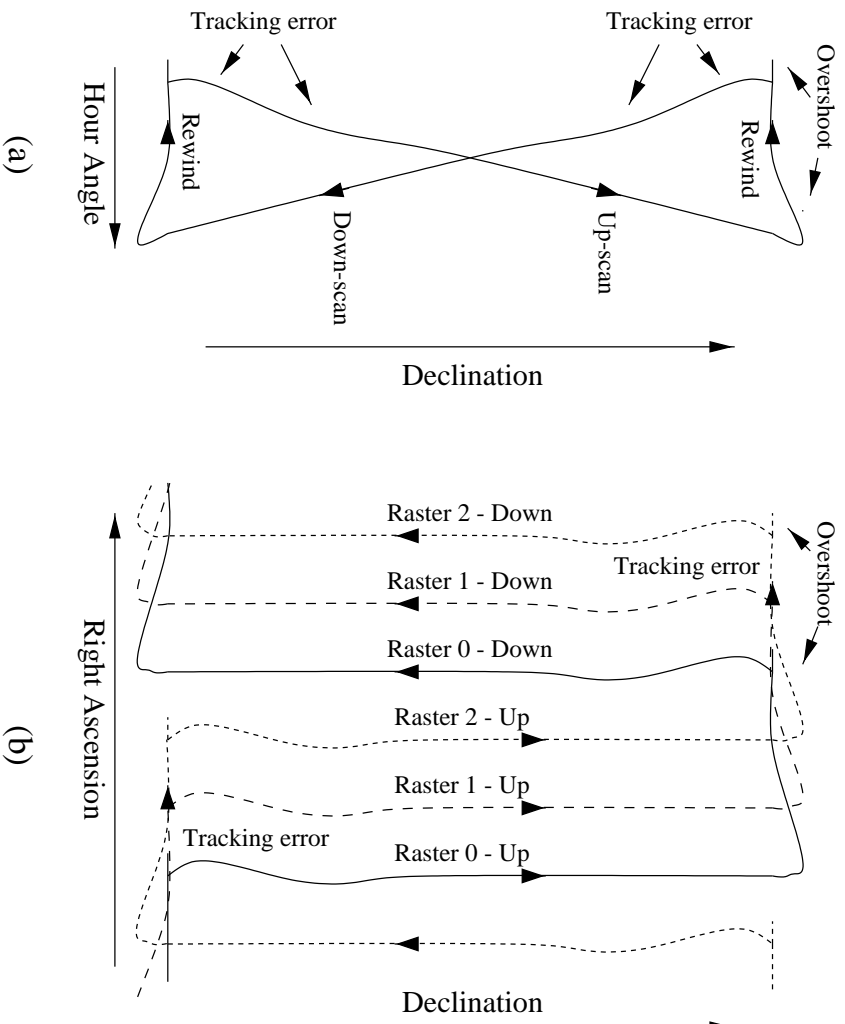 Tracking error
Tracking error
Overshoot
Rewind
Rewind
Hour Angle
(a)
Down-scan
Up-scan
Declination
Raster 2 - Down
Overshoot
Tracking error
Raster 1 - Down
Raster 0 - Down
Right Ascension
(b)
Raster 2 - Up
Raster 1 - Up
Tracking error
Raster 0 - Up
Declination